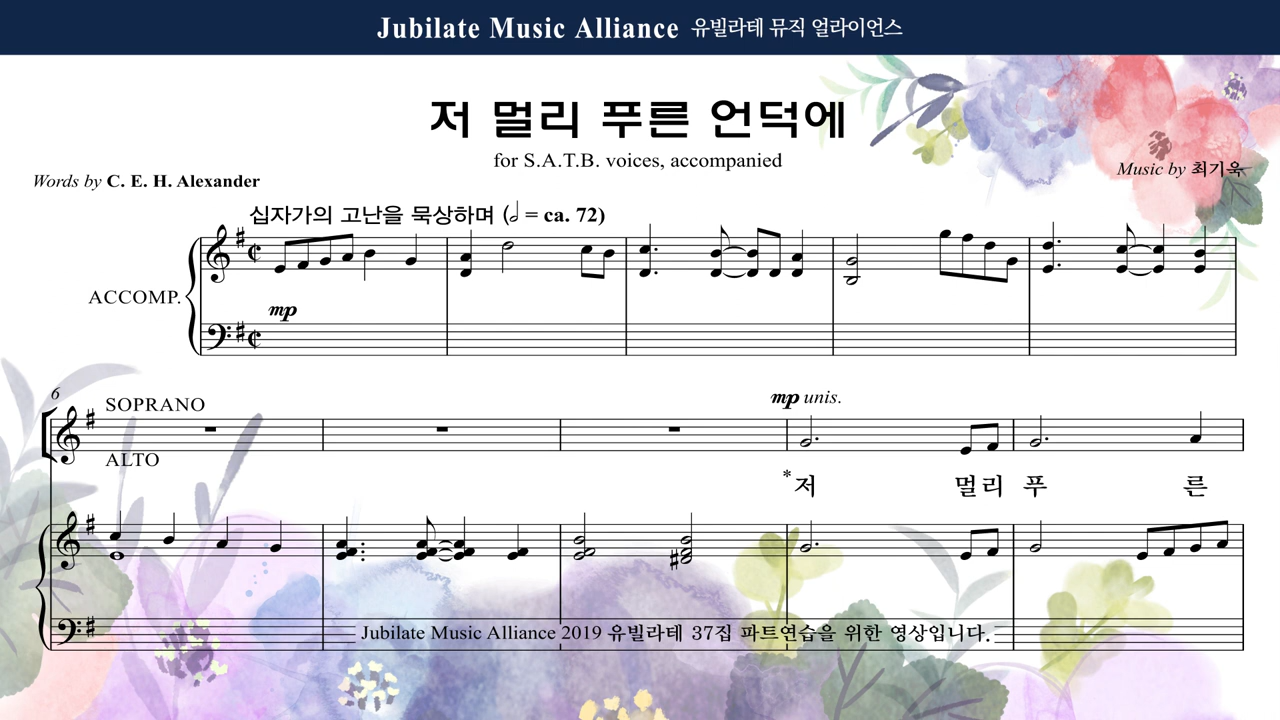 Jubilate Music Alliance 유빌라테 뮤직 얼라이언스
저 멀리 푸른 언덕에
for S.A.T.B. voices, accompanied
Words by C. E. H. Alexander
Music by 최기욱
십자가의 고난을 묵상하며 (𝅗𝅥 = ca. 72)
ACCOMP.
mp
6
SOPRANO
mp unis.
ALTO
*저 멀리 푸 른
Jubilate Music Alliance 2019 유빌라테 37집 파트연습을 위한 영상입니다.